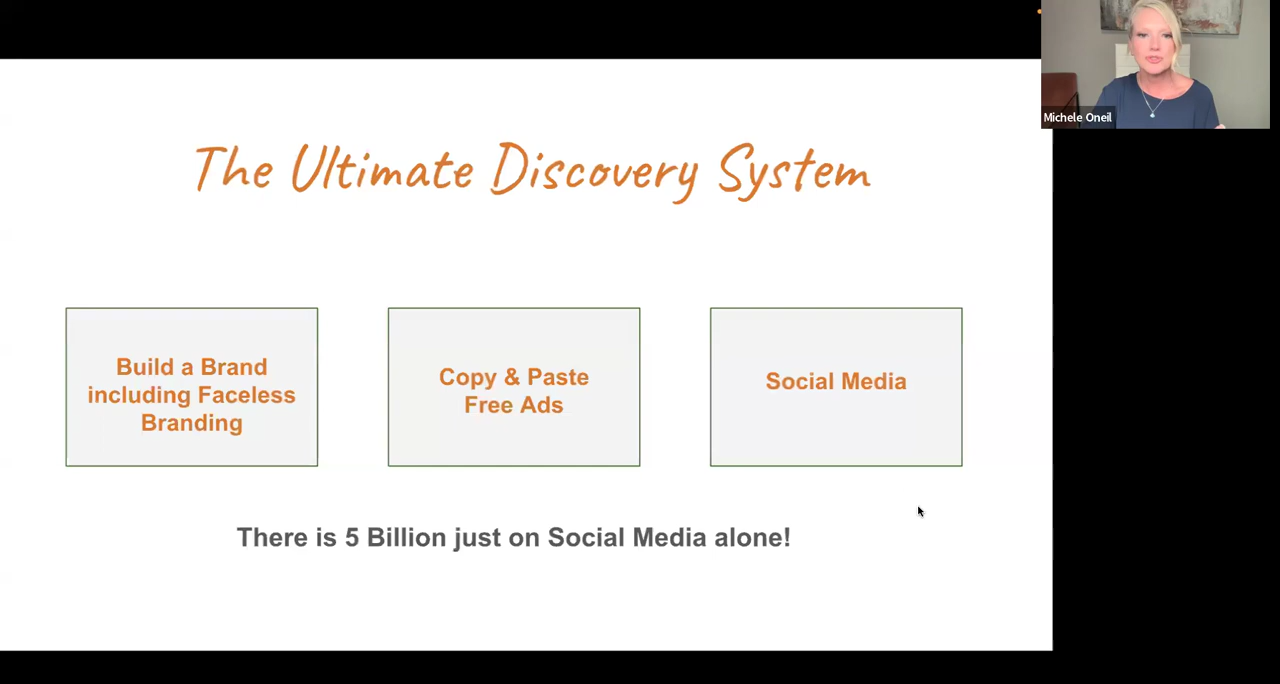 Michele Oneil
The Ultimate Discovery System
Build a Brand
including Faceless
Branding
Copy & Paste
Free Ads
Social Media
There is 5 Billion just on Social Media alone!